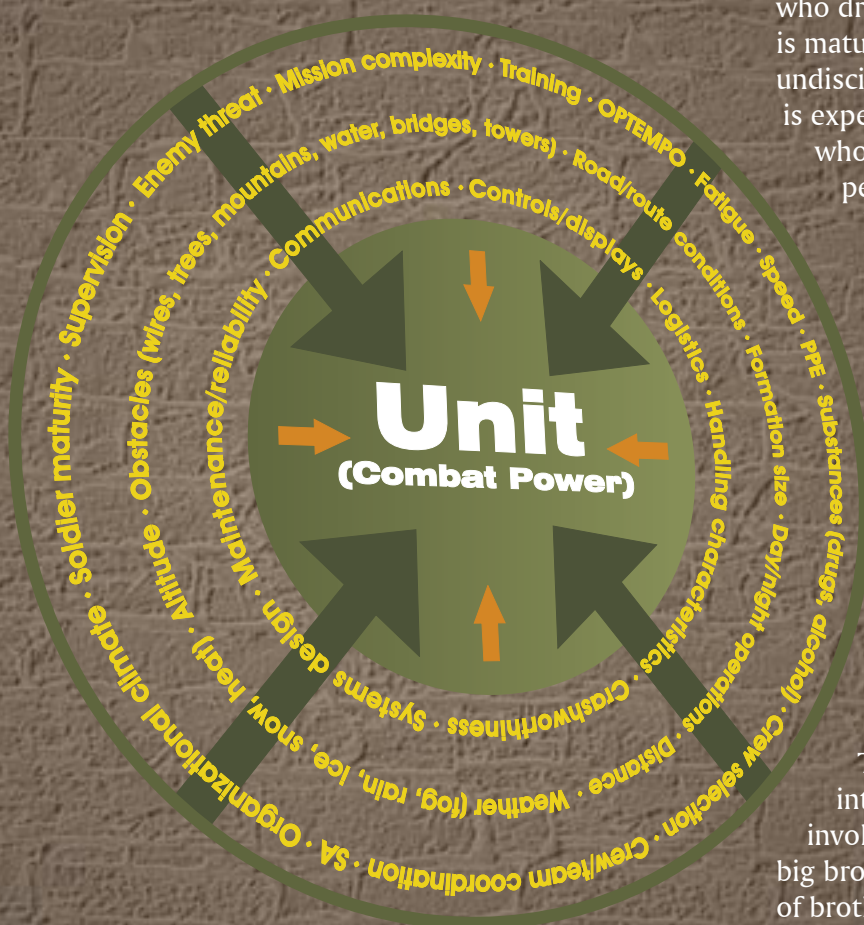 who dr
is matu
undisci
is expe
who
pe
Enemy threat · Mission complexity · Training · OPTEMPO · Fatigue · Speed · PPE · Substances (drugs, alcohol) · Crew selection · Crew/team coordination · SA · Organizational climate · Soldier maturity · Supervision ·
Obstacles (wires, trees, mountains, water, bridges, towers) · Road/route conditions · Formation size · Day/night operations · Distance · Weather (fog, rain, ice, snow, heat) · Altitude ·
Communications · Controls/displays · Logistics · Handling characteristics · Crashworthiness · Systems design · Maintenance/reliability ·
Unit
(Combat Power)
int
invol
big bro
of brot